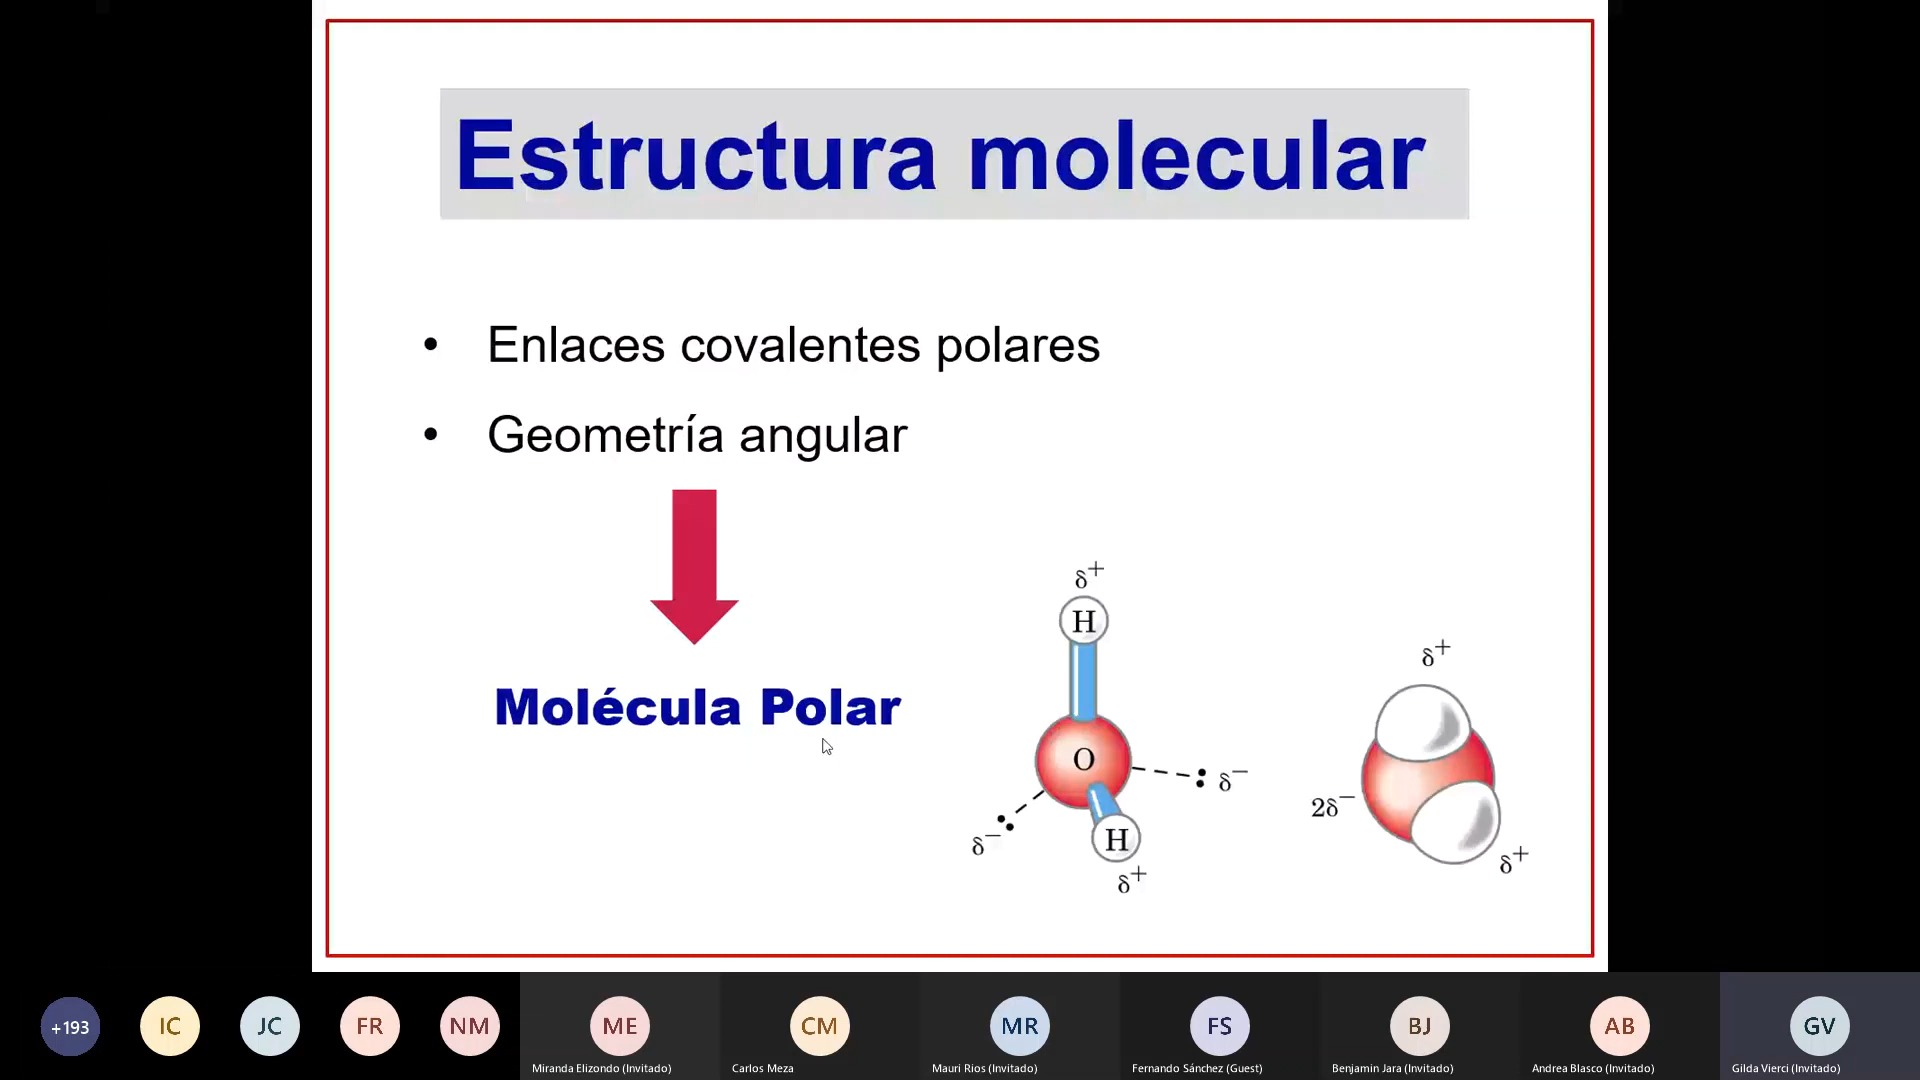 Estructura molecular
• Enlaces covalentes polares
• Geometría angular
Molécula Polar
δ+
H
O
δ−
δ−
H
δ+
δ+
2δ−
δ+
+193
IC
JC
FR
NM
ME
CM
MR
FS
BJ
AB
GV
Miranda Elizondo (Invitado)
Carlos Meza
Mauri Rios (Invitado)
Fernando Sánchez (Guest)
Benjamin Jara (Invitado)
Andrea Blasco (Invitado)
Gilda Vierci (Invitado)